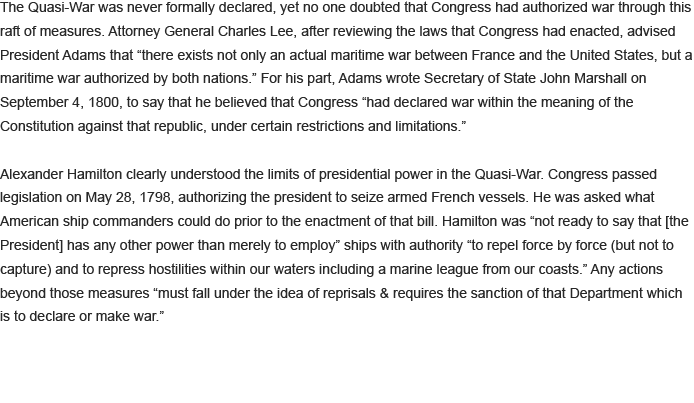 The Quasi-War was never formally declared, yet no one doubted that Congress had authorized war through this
raft of measures. Attorney General Charles Lee, after reviewing the laws that Congress had enacted, advised
President Adams that “there exists not only an actual maritime war between France and the United States, but a
maritime war authorized by both nations.” For his part, Adams wrote Secretary of State John Marshall on
September 4, 1800, to say that he believed that Congress “had declared war within the meaning of the
Constitution against that republic, under certain restrictions and limitations.”

Alexander Hamilton clearly understood the limits of presidential power in the Quasi-War. Congress passed
legislation on May 28, 1798, authorizing the president to seize armed French vessels. He was asked what
American ship commanders could do prior to the enactment of that bill. Hamilton was “not ready to say that [the
President] has any other power than merely to employ” ships with authority “to repel force by force (but not to
capture) and to repress hostilities within our waters including a marine league from our coasts.” Any actions
beyond those measures “must fall under the idea of reprisals & requires the sanction of that Department which
is to declare or make war.”